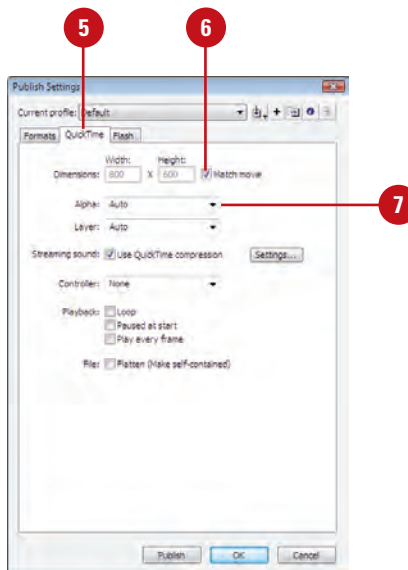 5
6
Publish Settings
Current profile: Default
Formats QuickTime Flash
Width: Height:
Dimensions: 800 X 600 Match move
7
Alpha: Auto
Layer: Auto
Streaming sound: Use QuickTime compression Settings...
Controller: None
Playback: Loop
Paused at start
Play every frame
File: Flatten (Make self-contained)
Publish OK Cancel